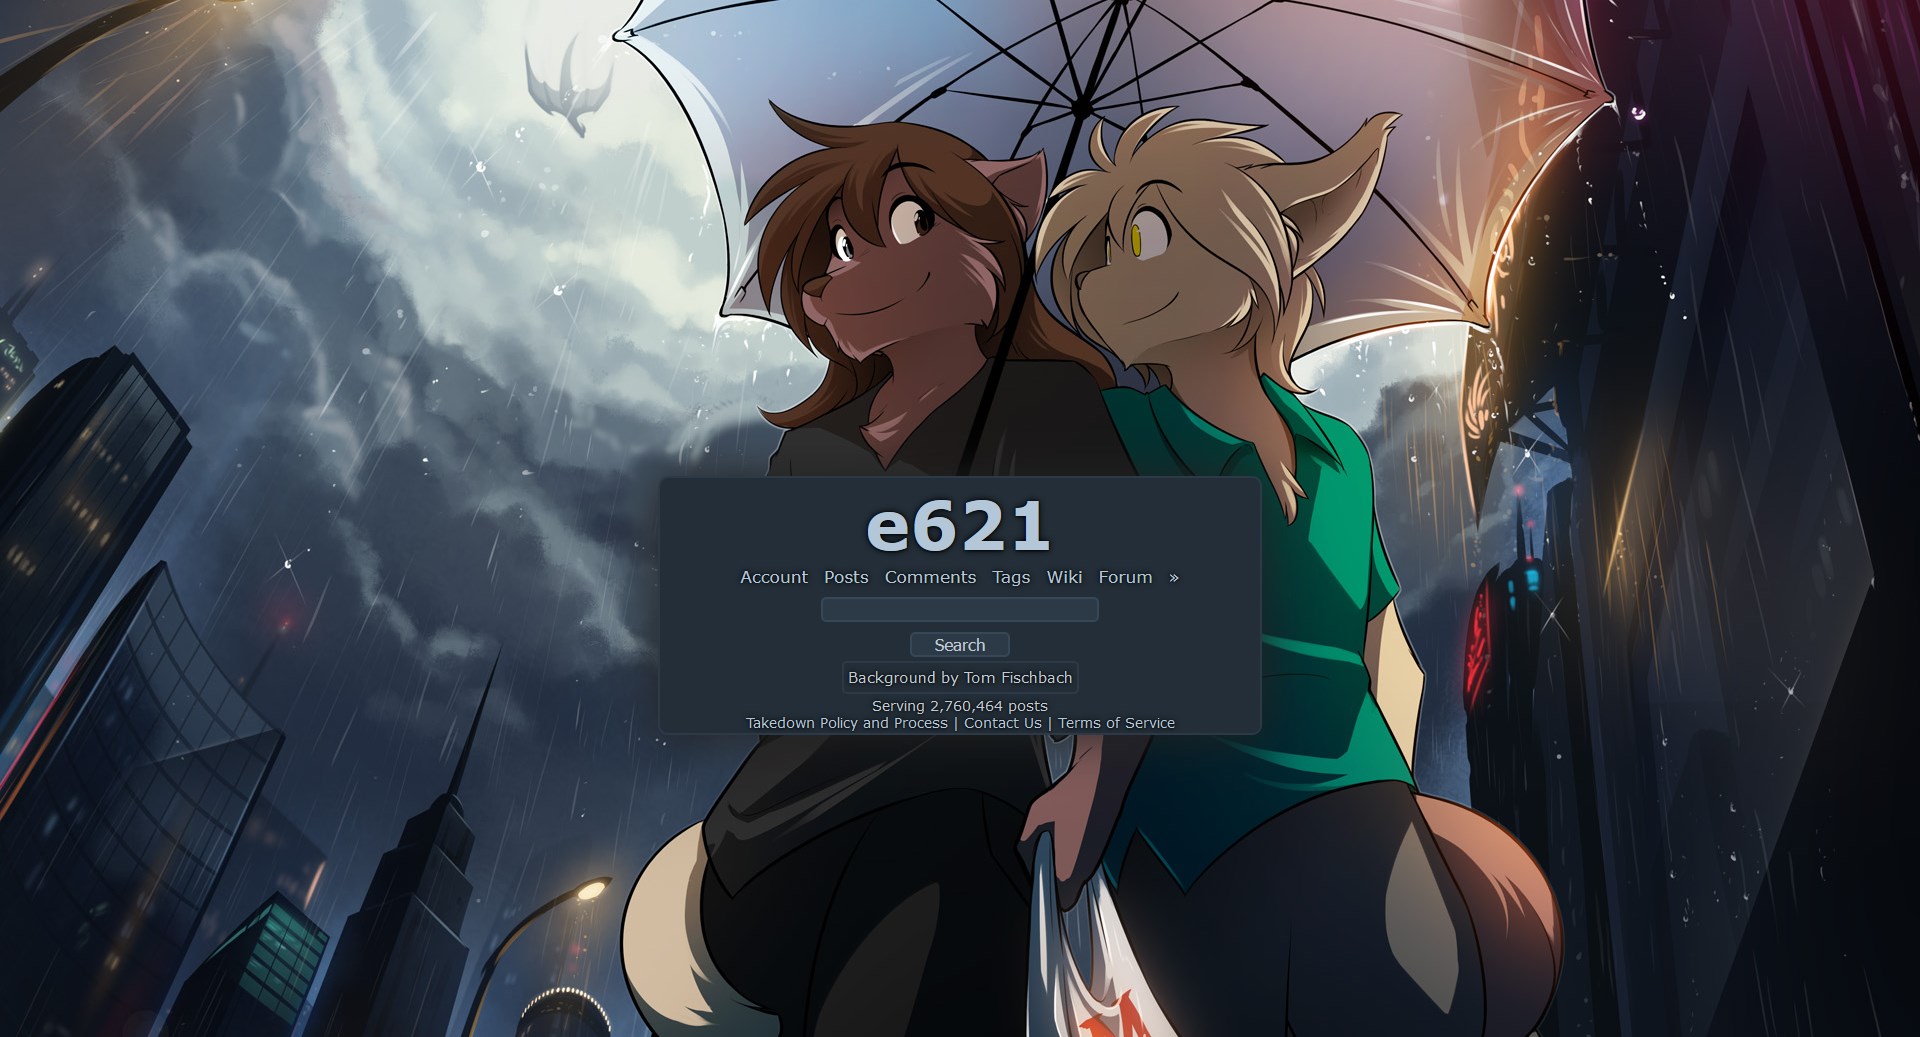 e621
Account Posts Comments Tags Wiki Forum »
Search
Background by Tom Fischbach
Serving 2,760,464 posts
Takedown Policy and Process | Contact Us | Terms of Service